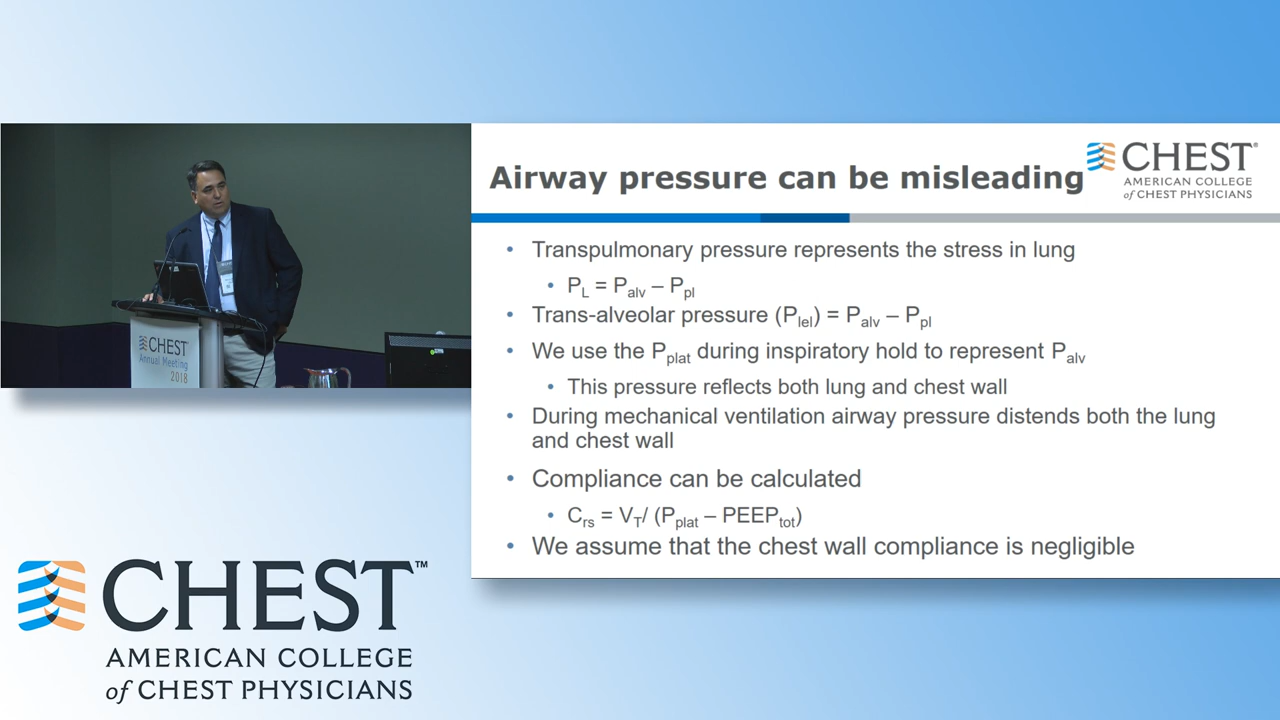 Airway pressure can be misleading
CHEST®
AMERICAN COLLEGE
of CHEST PHYSICIANS
• Transpulmonary pressure represents the stress in lung
• P_L = P_alv – P_pl
• Trans-alveolar pressure (P_lel) = P_alv – P_pl
• We use the P_plat during inspiratory hold to represent P_alv
• This pressure reflects both lung and chest wall
• During mechanical ventilation airway pressure distends both the lung
and chest wall
• Compliance can be calculated
• C_rs = V_T/ (P_plat – PEEP_tot)
• We assume that the chest wall compliance is negligible
CHEST
Annual Meeting
2018
CHEST™
AMERICAN COLLEGE
of CHEST PHYSICIANS